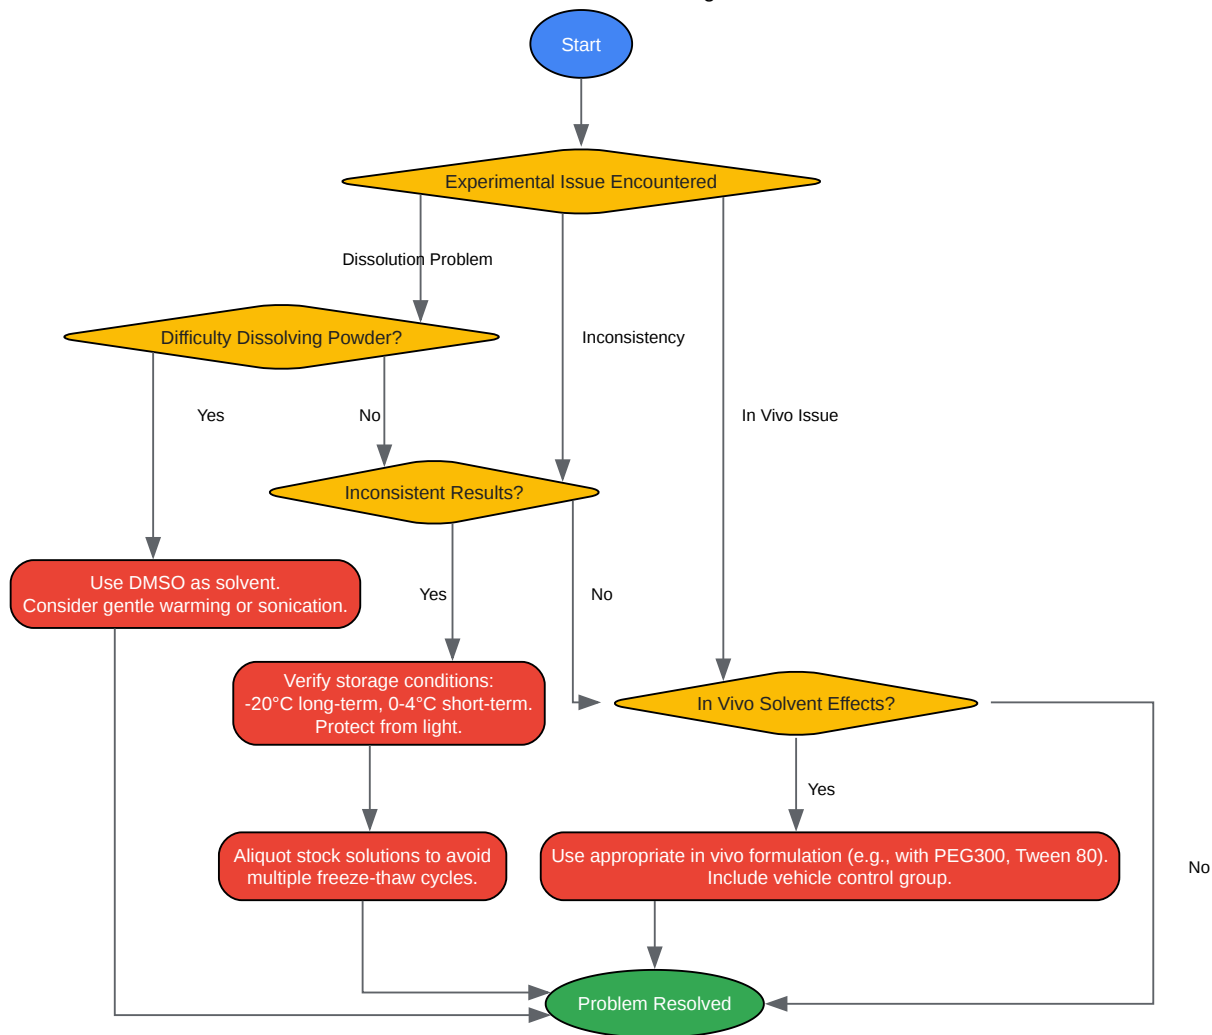 Start
Experimental Issue Encountered
Dissolution Problem
Difficulty Dissolving Powder?
Inconsistency
Yes
No
In Vivo Issue
Inconsistent Results?
Use DMSO as solvent.
Consider gentle warming or sonication.
Yes
No
Verify storage conditions:
-20°C long-term, 0-4°C short-term.
Protect from light.
In Vivo Solvent Effects?
Yes
Aliquot stock solutions to avoid
multiple freeze-thaw cycles.
Use appropriate in vivo formulation (e.g., with PEG300, Tween 80).
Include vehicle control group.
No
Problem Resolved